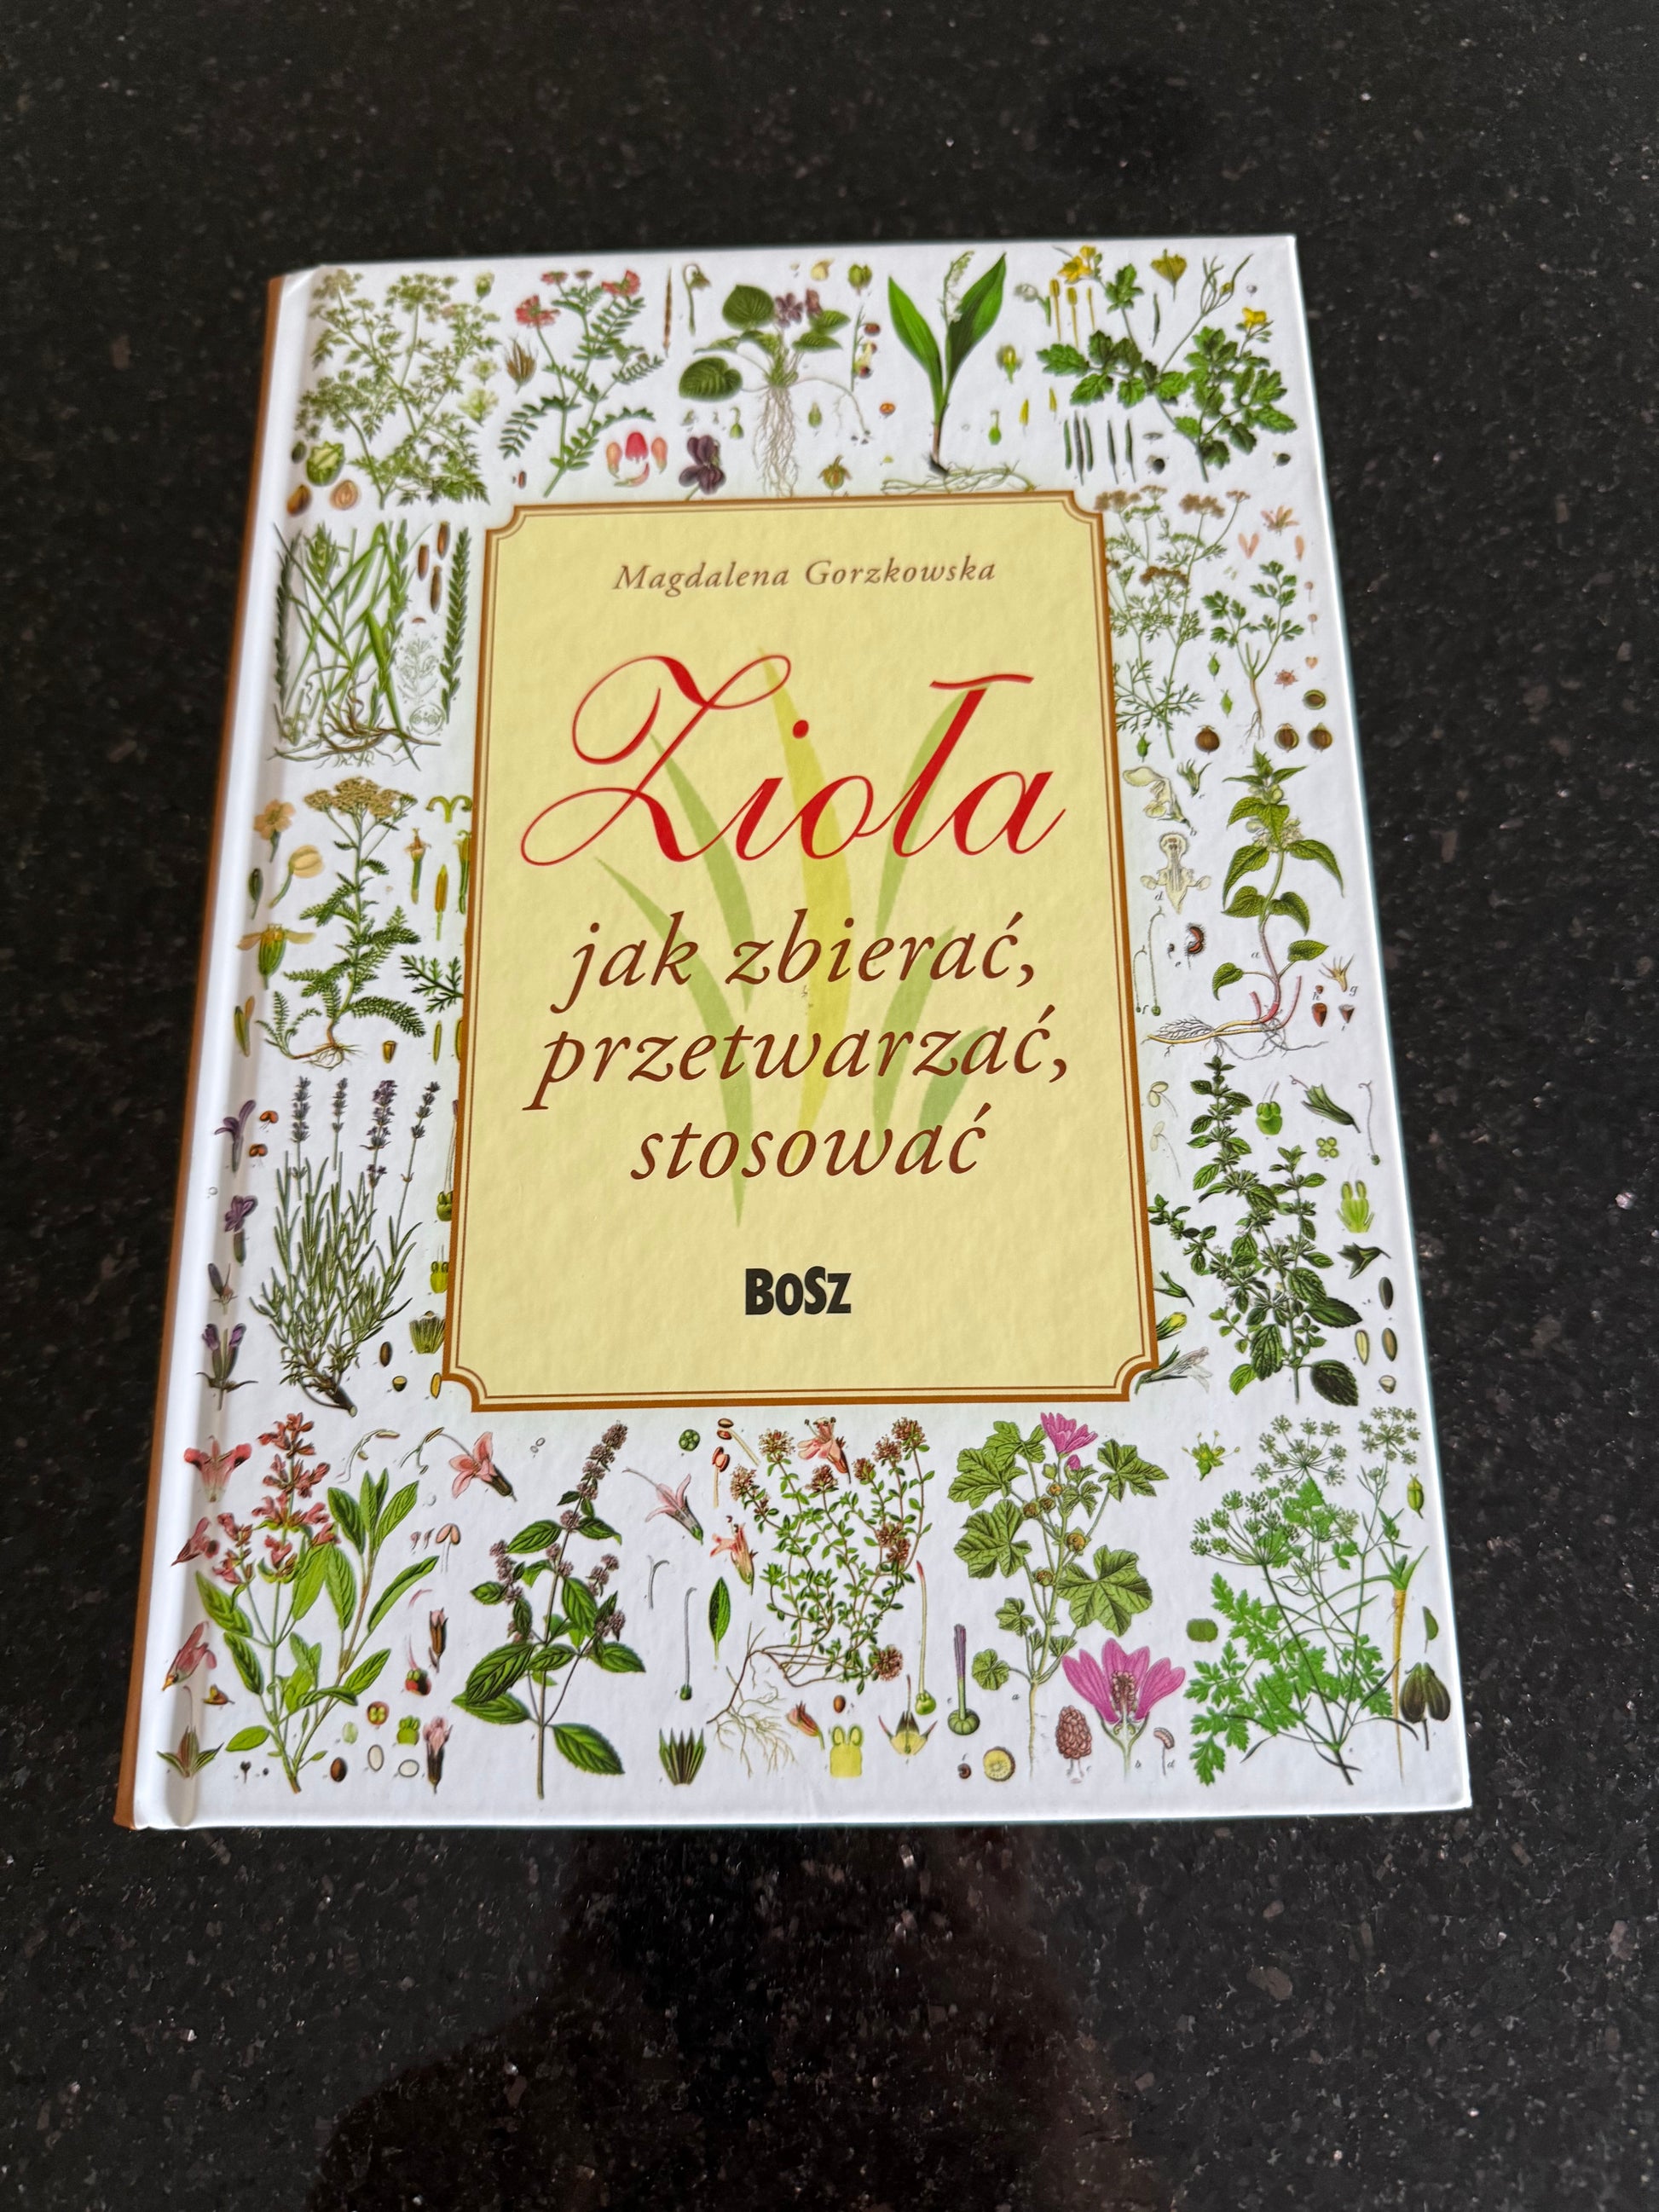 Magdalena Gorzkowska
Zioła
jak zbierać,
przetwarzać,
stosować
BOSZ